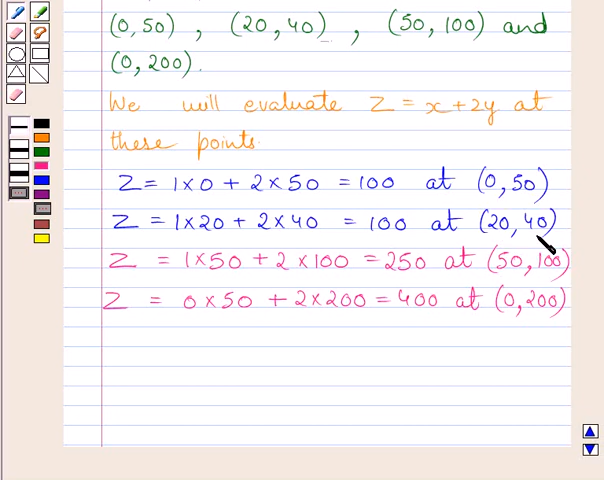 (0,50) , (20,40) , (50,100) and
(0,200).
We will evaluate Z = x+2y at
these points.
Z = 1×0 + 2×50 = 100 at (0,50)
Z = 1×20 + 2×40 = 100 at (20,40)
Z = 1×50 + 2×100 = 250 at (50,100)
Z = 0×50 + 2×200 = 400 at (0,200)